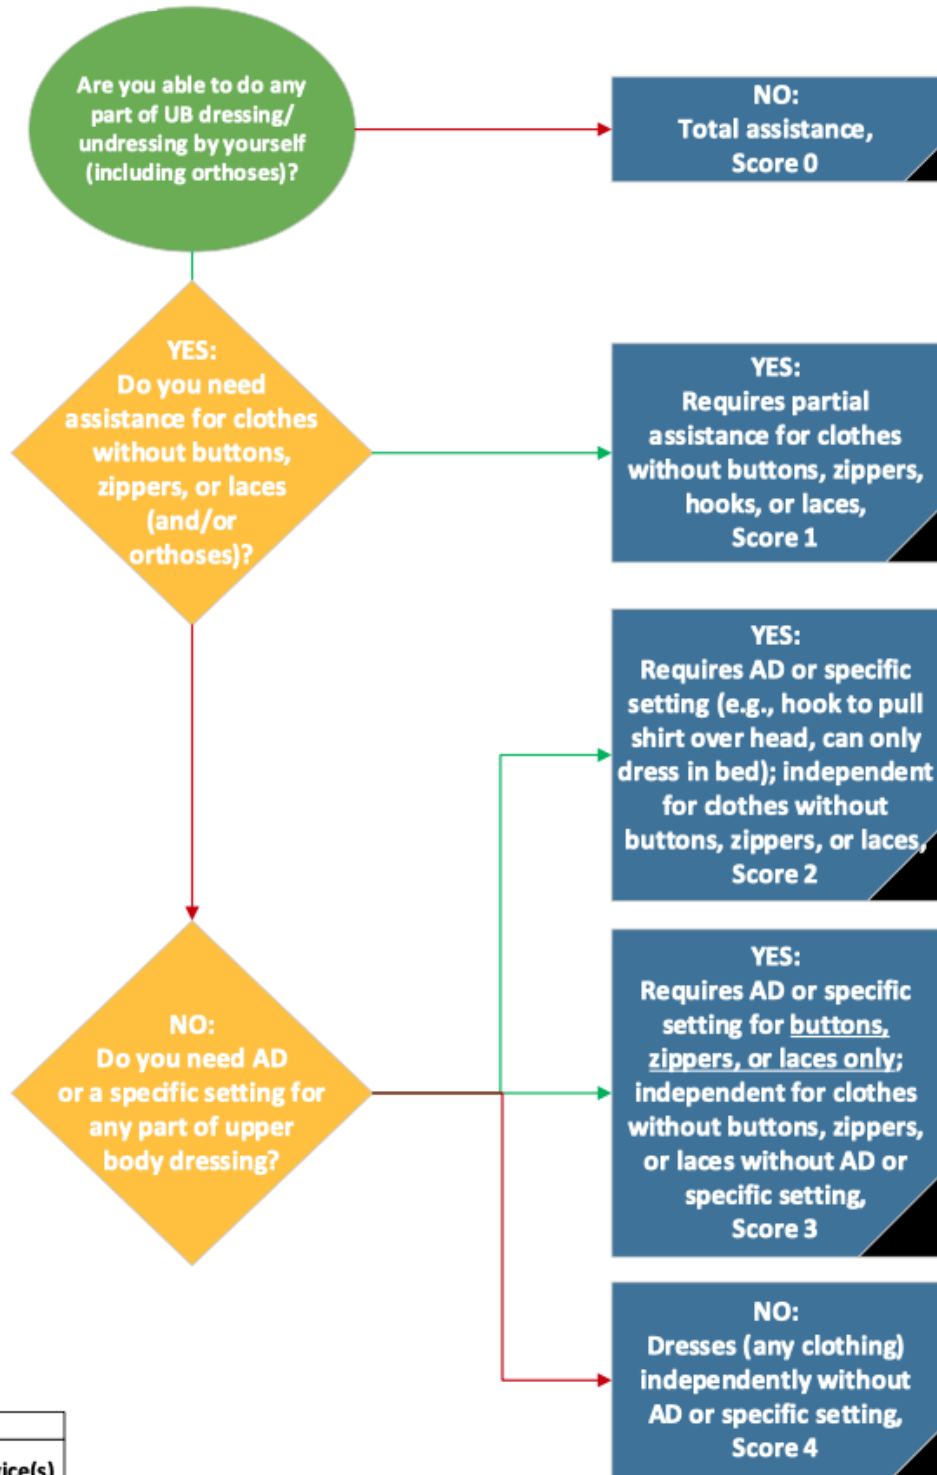 Are you able to do any
part of UB dressing/
undressing by yourself
(including orthoses)?
NO:
Total assistance,
Score 0
YES:
Do you need
assistance for clothes
without buttons,
zippers, or laces
(and/or
orthoses)?
YES:
Requires partial
assistance for clothes
without buttons, zippers,
hooks, or laces,
Score 1
YES:
Requires AD or specific
setting (e.g., hook to pull
shirt over head, can only
dress in bed); independent
for clothes without
buttons, zippers, or laces,
Score 2
NO:
Do you need AD
or a specific setting for
any part of upper
body dressing?
YES:
Requires AD or specific
setting for buttons,
zippers, or laces only;
independent for clothes
without buttons, zippers,
or laces without AD or
specific setting,
Score 3
NO:
Dresses (any clothing)
independently without
AD or specific setting,
Score 4